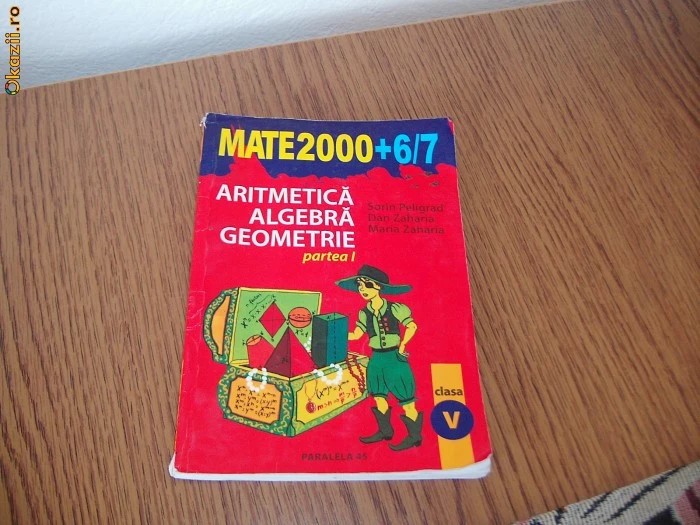 Okazii.ro
MATE2000+6/7
ARITMETICĂ
ALGEBRĂ
GEOMETRIE
partea I
Sorin Peligrad
Dan Zaharia
Maria Zaharia
clasa
V
PARALELA 45